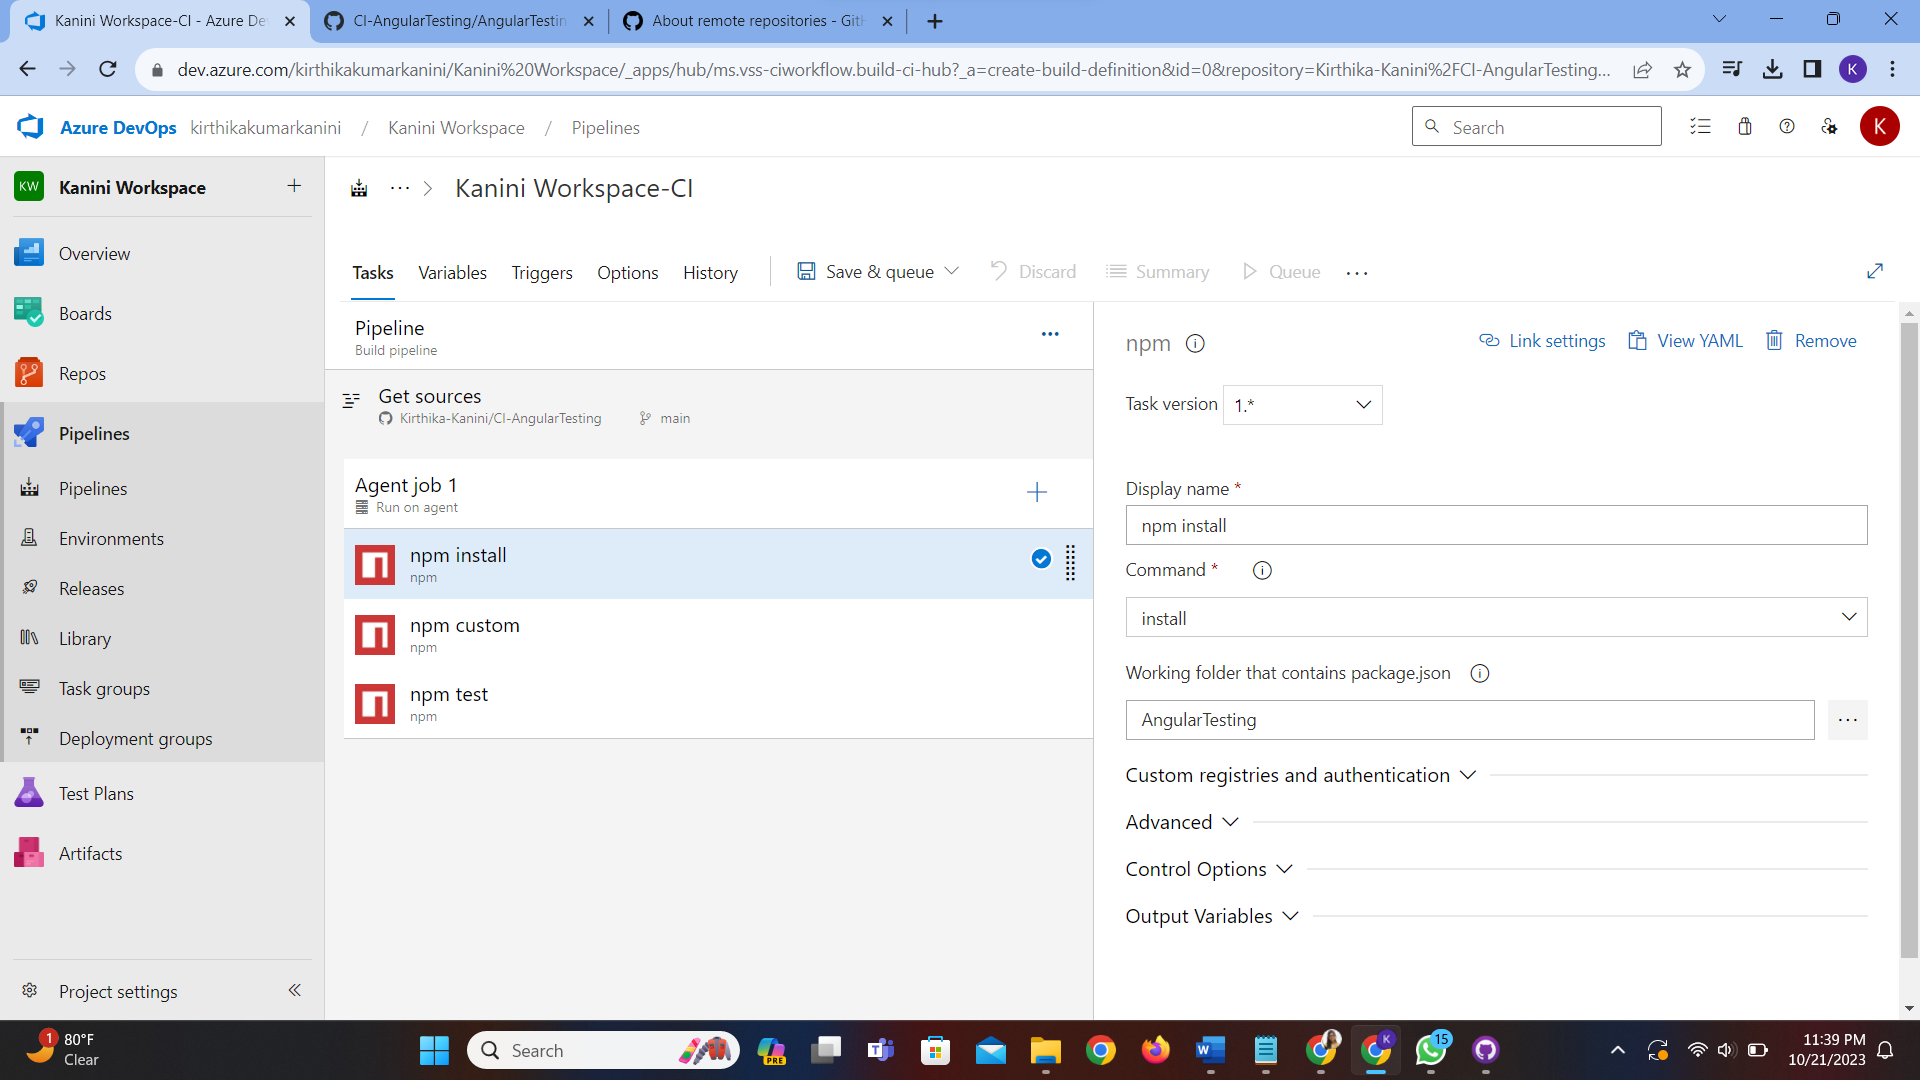 Kanini Workspace-CI - Azure De
CI-AngularTesting/AngularTestin
About remote repositories - Git
dev.azure.com/kirthikakumarkanini/Kanini%20Workspace/_apps/hub/ms.vss-ciworkflow.build-ci-hub?_a=create-build-definition&id=0&repository=Kirthika-Kanini%2FCI-AngularTesting...
K
Azure DevOps kirthikakumarkanini / Kanini Workspace / Pipelines
Search
K
KW Kanini Workspace
Overview
Boards
Repos
Pipelines
Pipelines
Environments
Releases
Library
Task groups
Deployment groups
Test Plans
Artifacts
Project settings
Kanini Workspace-CI
Tasks Variables Triggers Options History Save & queue Discard Summary Queue
Pipeline
Build pipeline
Get sources
Kirthika-Kanini/CI-AngularTesting main
Agent job 1
Run on agent
npm install
npm
npm custom
npm
npm test
npm
npm
Link settings View YAML Remove
Task version 1.*
Display name *
npm install
Command *
install
Working folder that contains package.json
AngularTesting
Custom registries and authentication
Advanced
Control Options
Output Variables
1
80°F
Clear
Search
PRE
K
15
11:39 PM
10/21/2023